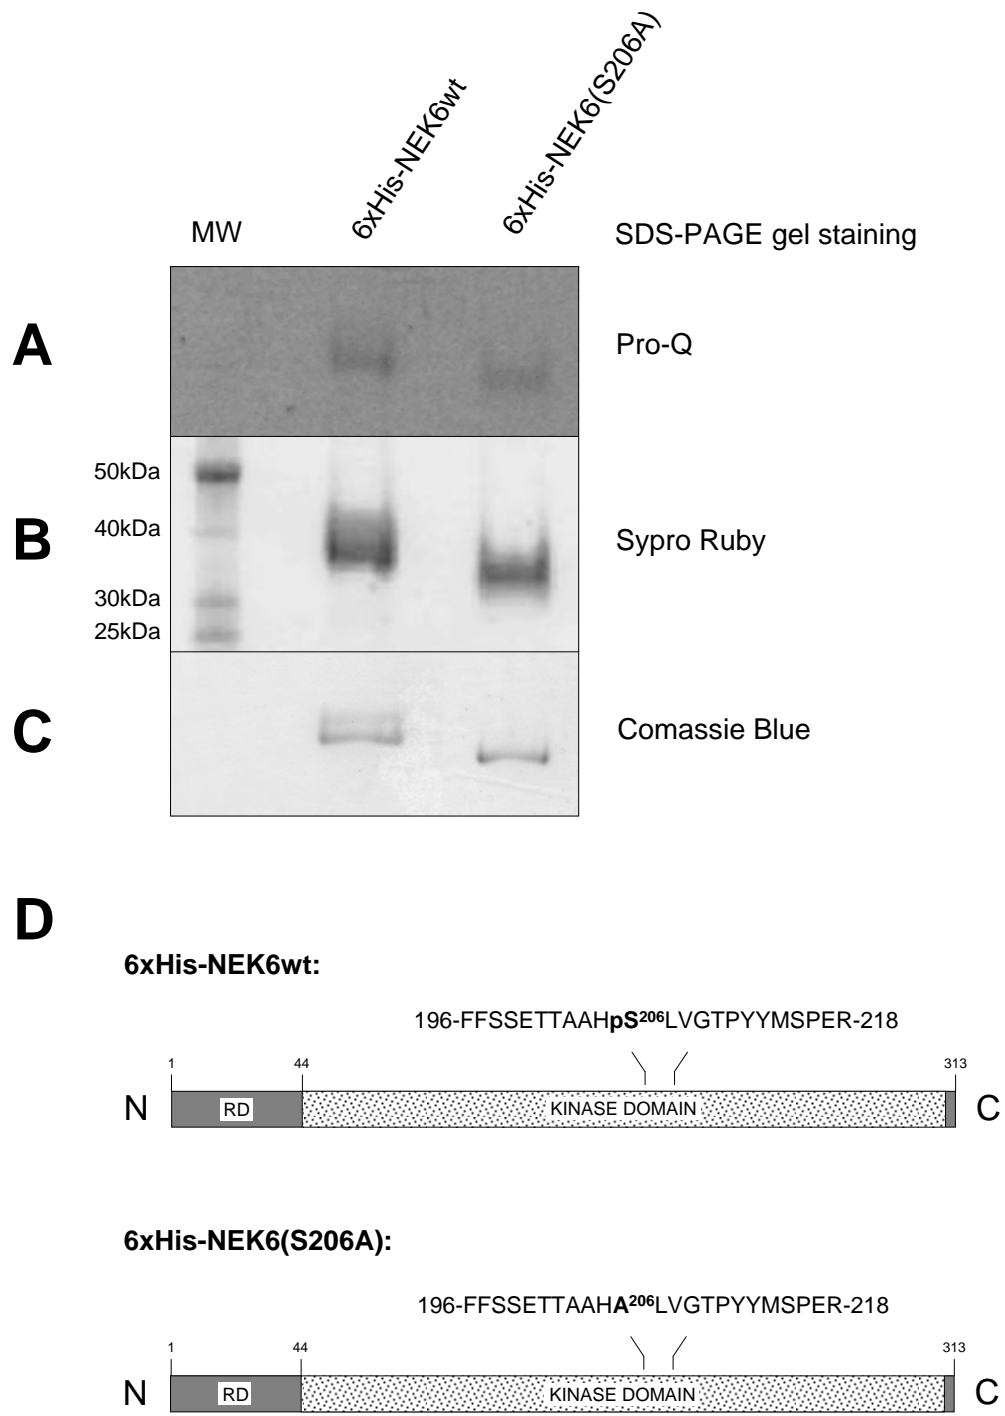 6xHis-NEK6wt
6xHis-NEK6(S206A)
MW
SDS-PAGE gel staining
A
Pro-Q
50kDa
40kDa
B
Sypro Ruby
30kDa
25kDa
C
Comassie Blue
D
6xHis-NEK6wt:
196-FFSSETTAAHpS206LVGTPYYMSPER-218
1 44 313
N RD KINASE DOMAIN C
6xHis-NEK6(S206A):
196-FFSSETTAAHA206LVGTPYYMSPER-218
1 44 313
N RD KINASE DOMAIN C